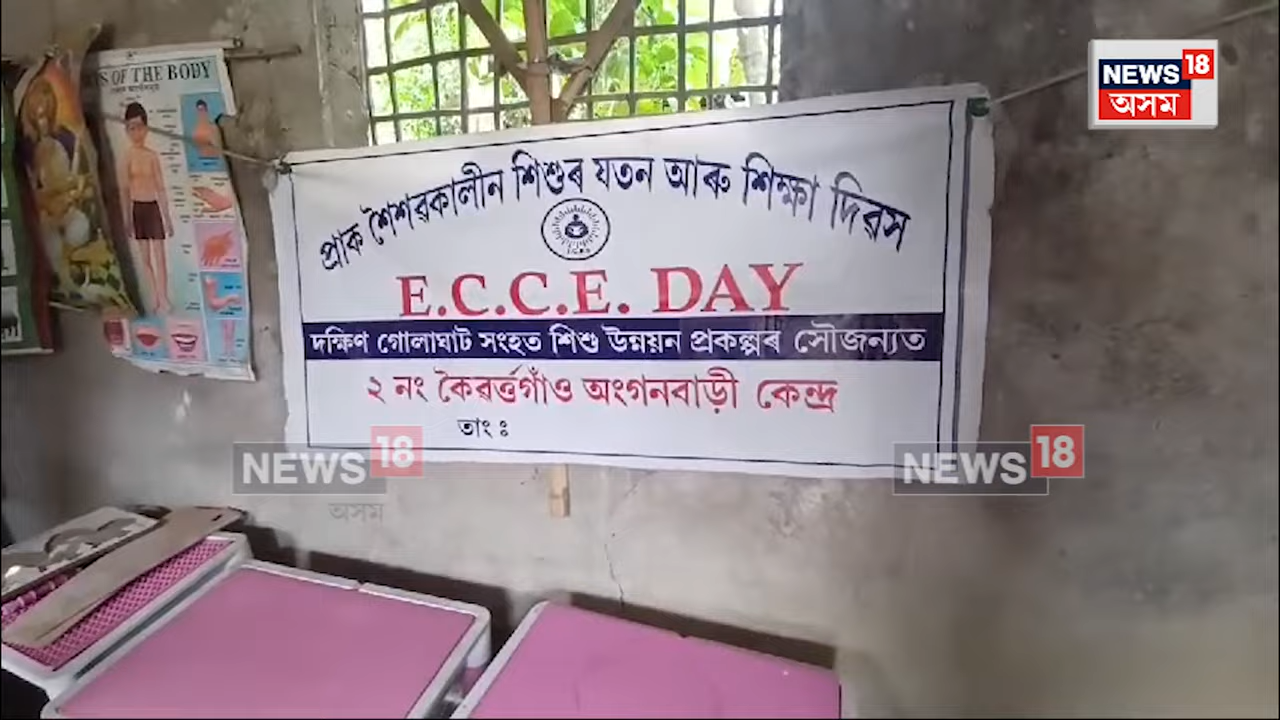 S OF THE BODY
NEWS 18
অসম
প্ৰাক শৈশৱকালীন শিশুৰ যতন আৰু শিক্ষা দিৱস
E.C.C.E. DAY
দক্ষিণ গোলাঘাট সংহত শিশু উন্নয়ন প্ৰকল্পৰ সৌজন্যত
২ নং কৈৱৰ্ত্তগাঁও অংগনবাড়ী কেন্দ্ৰ
তাং ঃ
NEWS 18
অসম
NEWS 18